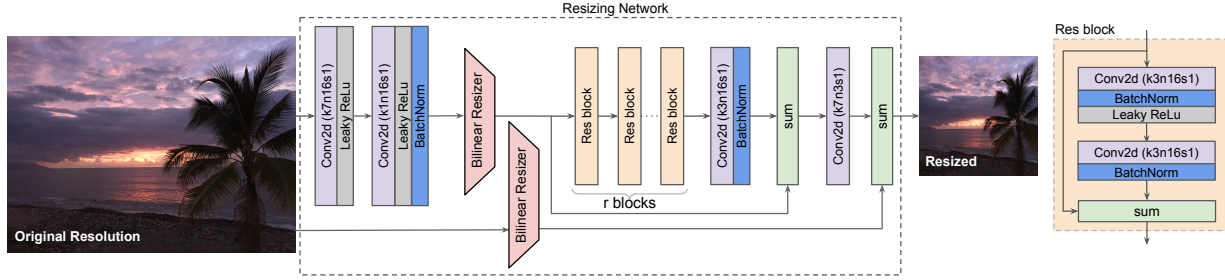 Resizing Network
Original Resolution
Conv2d (k7n16s1)
Leaky ReLu
Conv2d (k1n16s1)
Leaky ReLu
BatchNorm
Bilinear Resizer
Bilinear Resizer
Res block
Res block
Res block
r blocks
Conv2d (k3n16s1)
BatchNorm
sum
Conv2d (k7n3s1)
sum
Resized
Res block
Conv2d (k3n16s1)
BatchNorm
Leaky ReLu
Conv2d (k3n16s1)
BatchNorm
sum